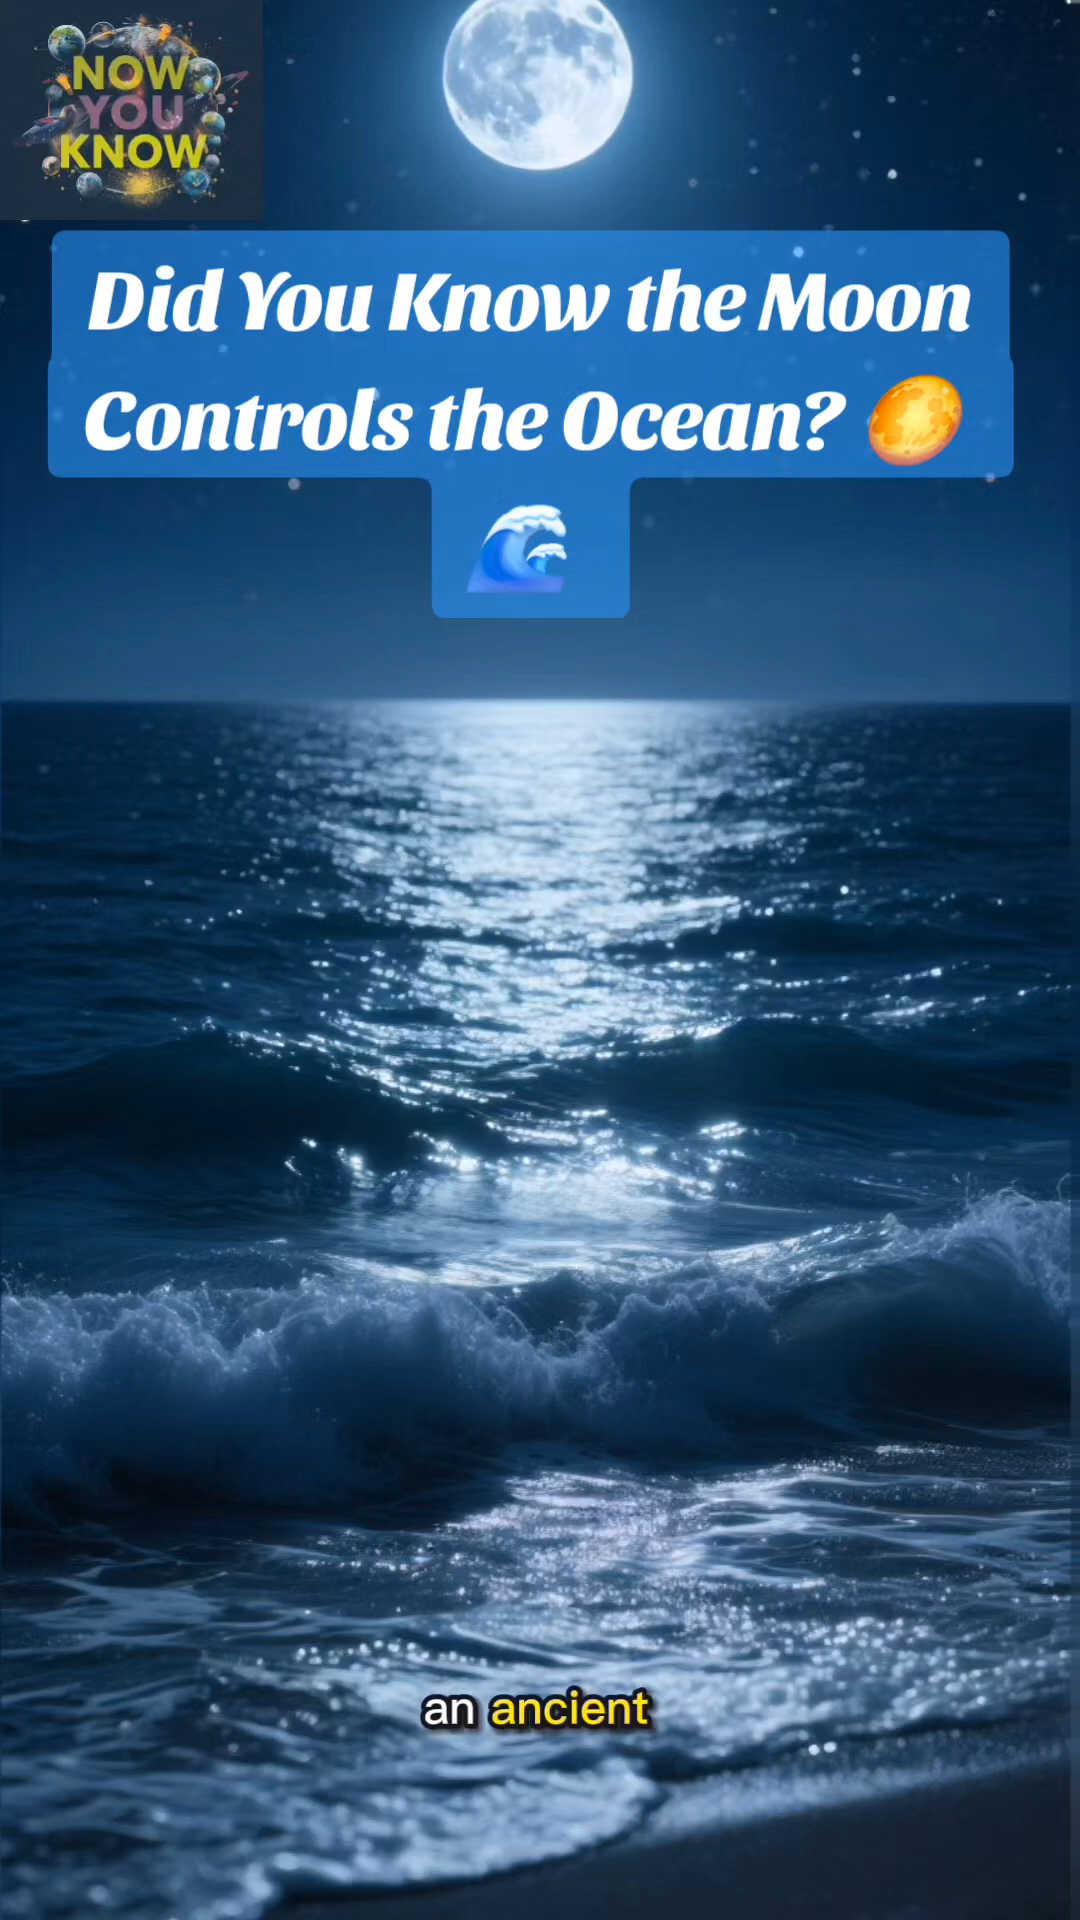 NOW
YOU
KNOW
Did You Know the Moon
Controls the Ocean? 🌕
🌊
an ancient